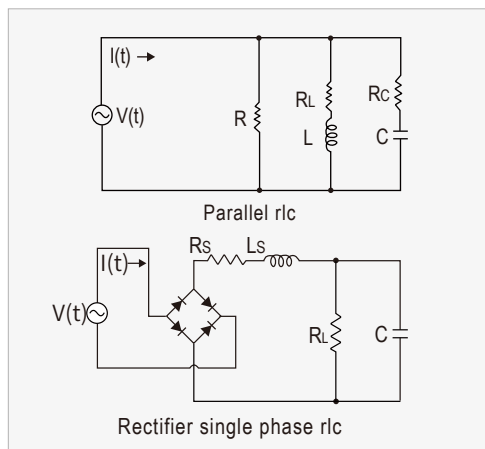 I(t)
V(t)
R
RL
L
RC
C
Parallel rlc
I(t)
V(t)
RS
LS
RL
C
Rectifier single phase rlc